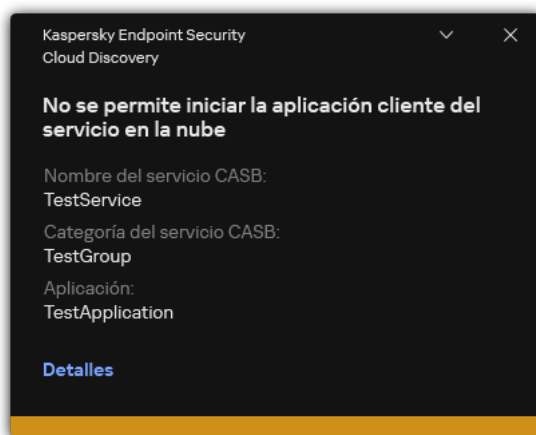 Kaspersky Endpoint Security
Cloud Discovery
No se permite iniciar la aplicación cliente del
servicio en la nube
Nombre del servicio CASB:
TestService
Categoría del servicio CASB:
TestGroup
Aplicación:
TestApplication
Detalles